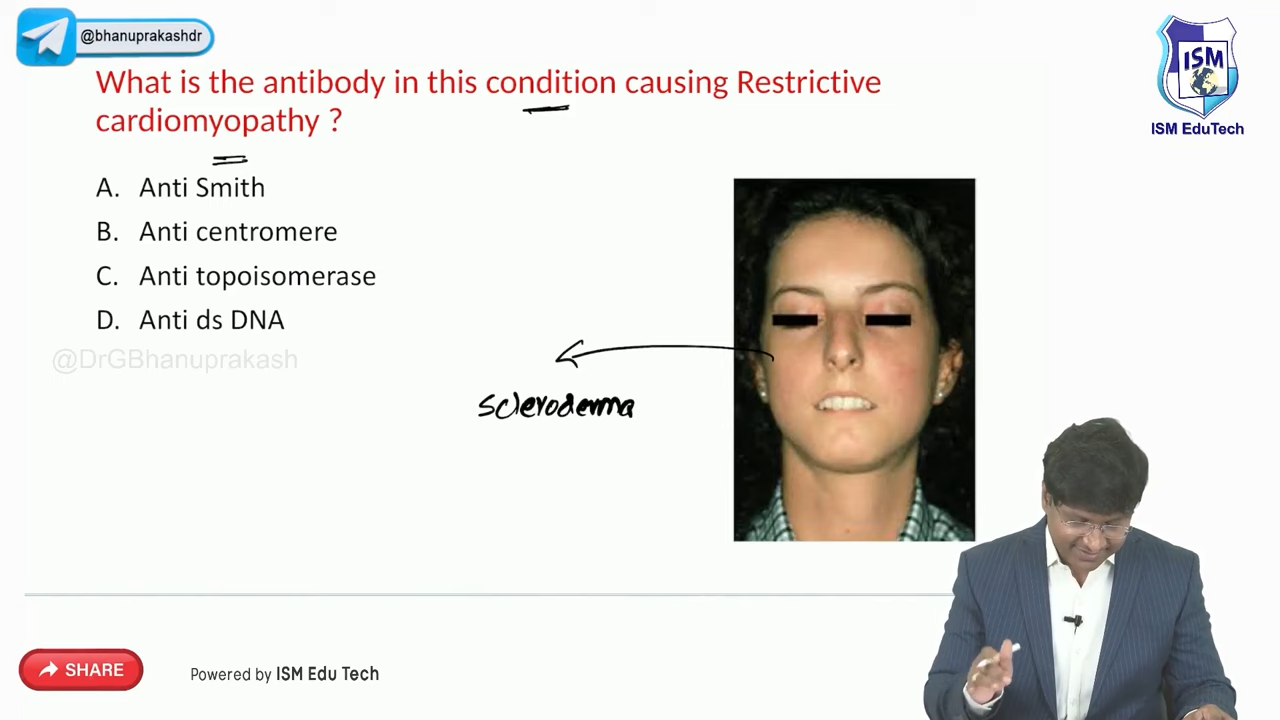 @bhanuprakashdr
What is the antibody in this condition causing Restrictive
cardiomyopathy ?
ISM
ISM EduTech
A. Anti Smith
B. Anti centromere
C. Anti topoisomerase
D. Anti ds DNA
@DrGBhanuprakash
scleroderma
SHARE
Powered by ISM Edu Tech